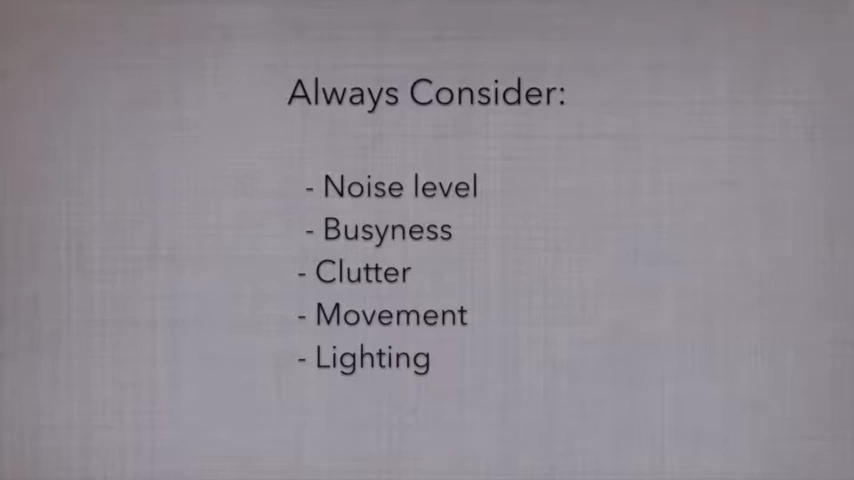 Always Consider:
- Noise level
- Busyness
- Clutter
- Movement
- Lighting